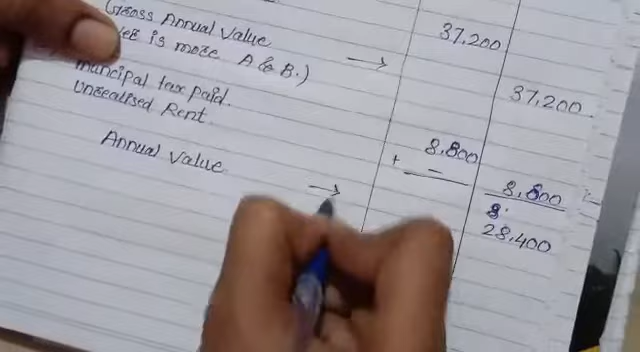 Gross Annual Value 37,200
is more A & B.) → 37,200
Muncipal tax paid. 8,800
Unrealised Rent. + - 8,800
Annual Value → 8.
28,400